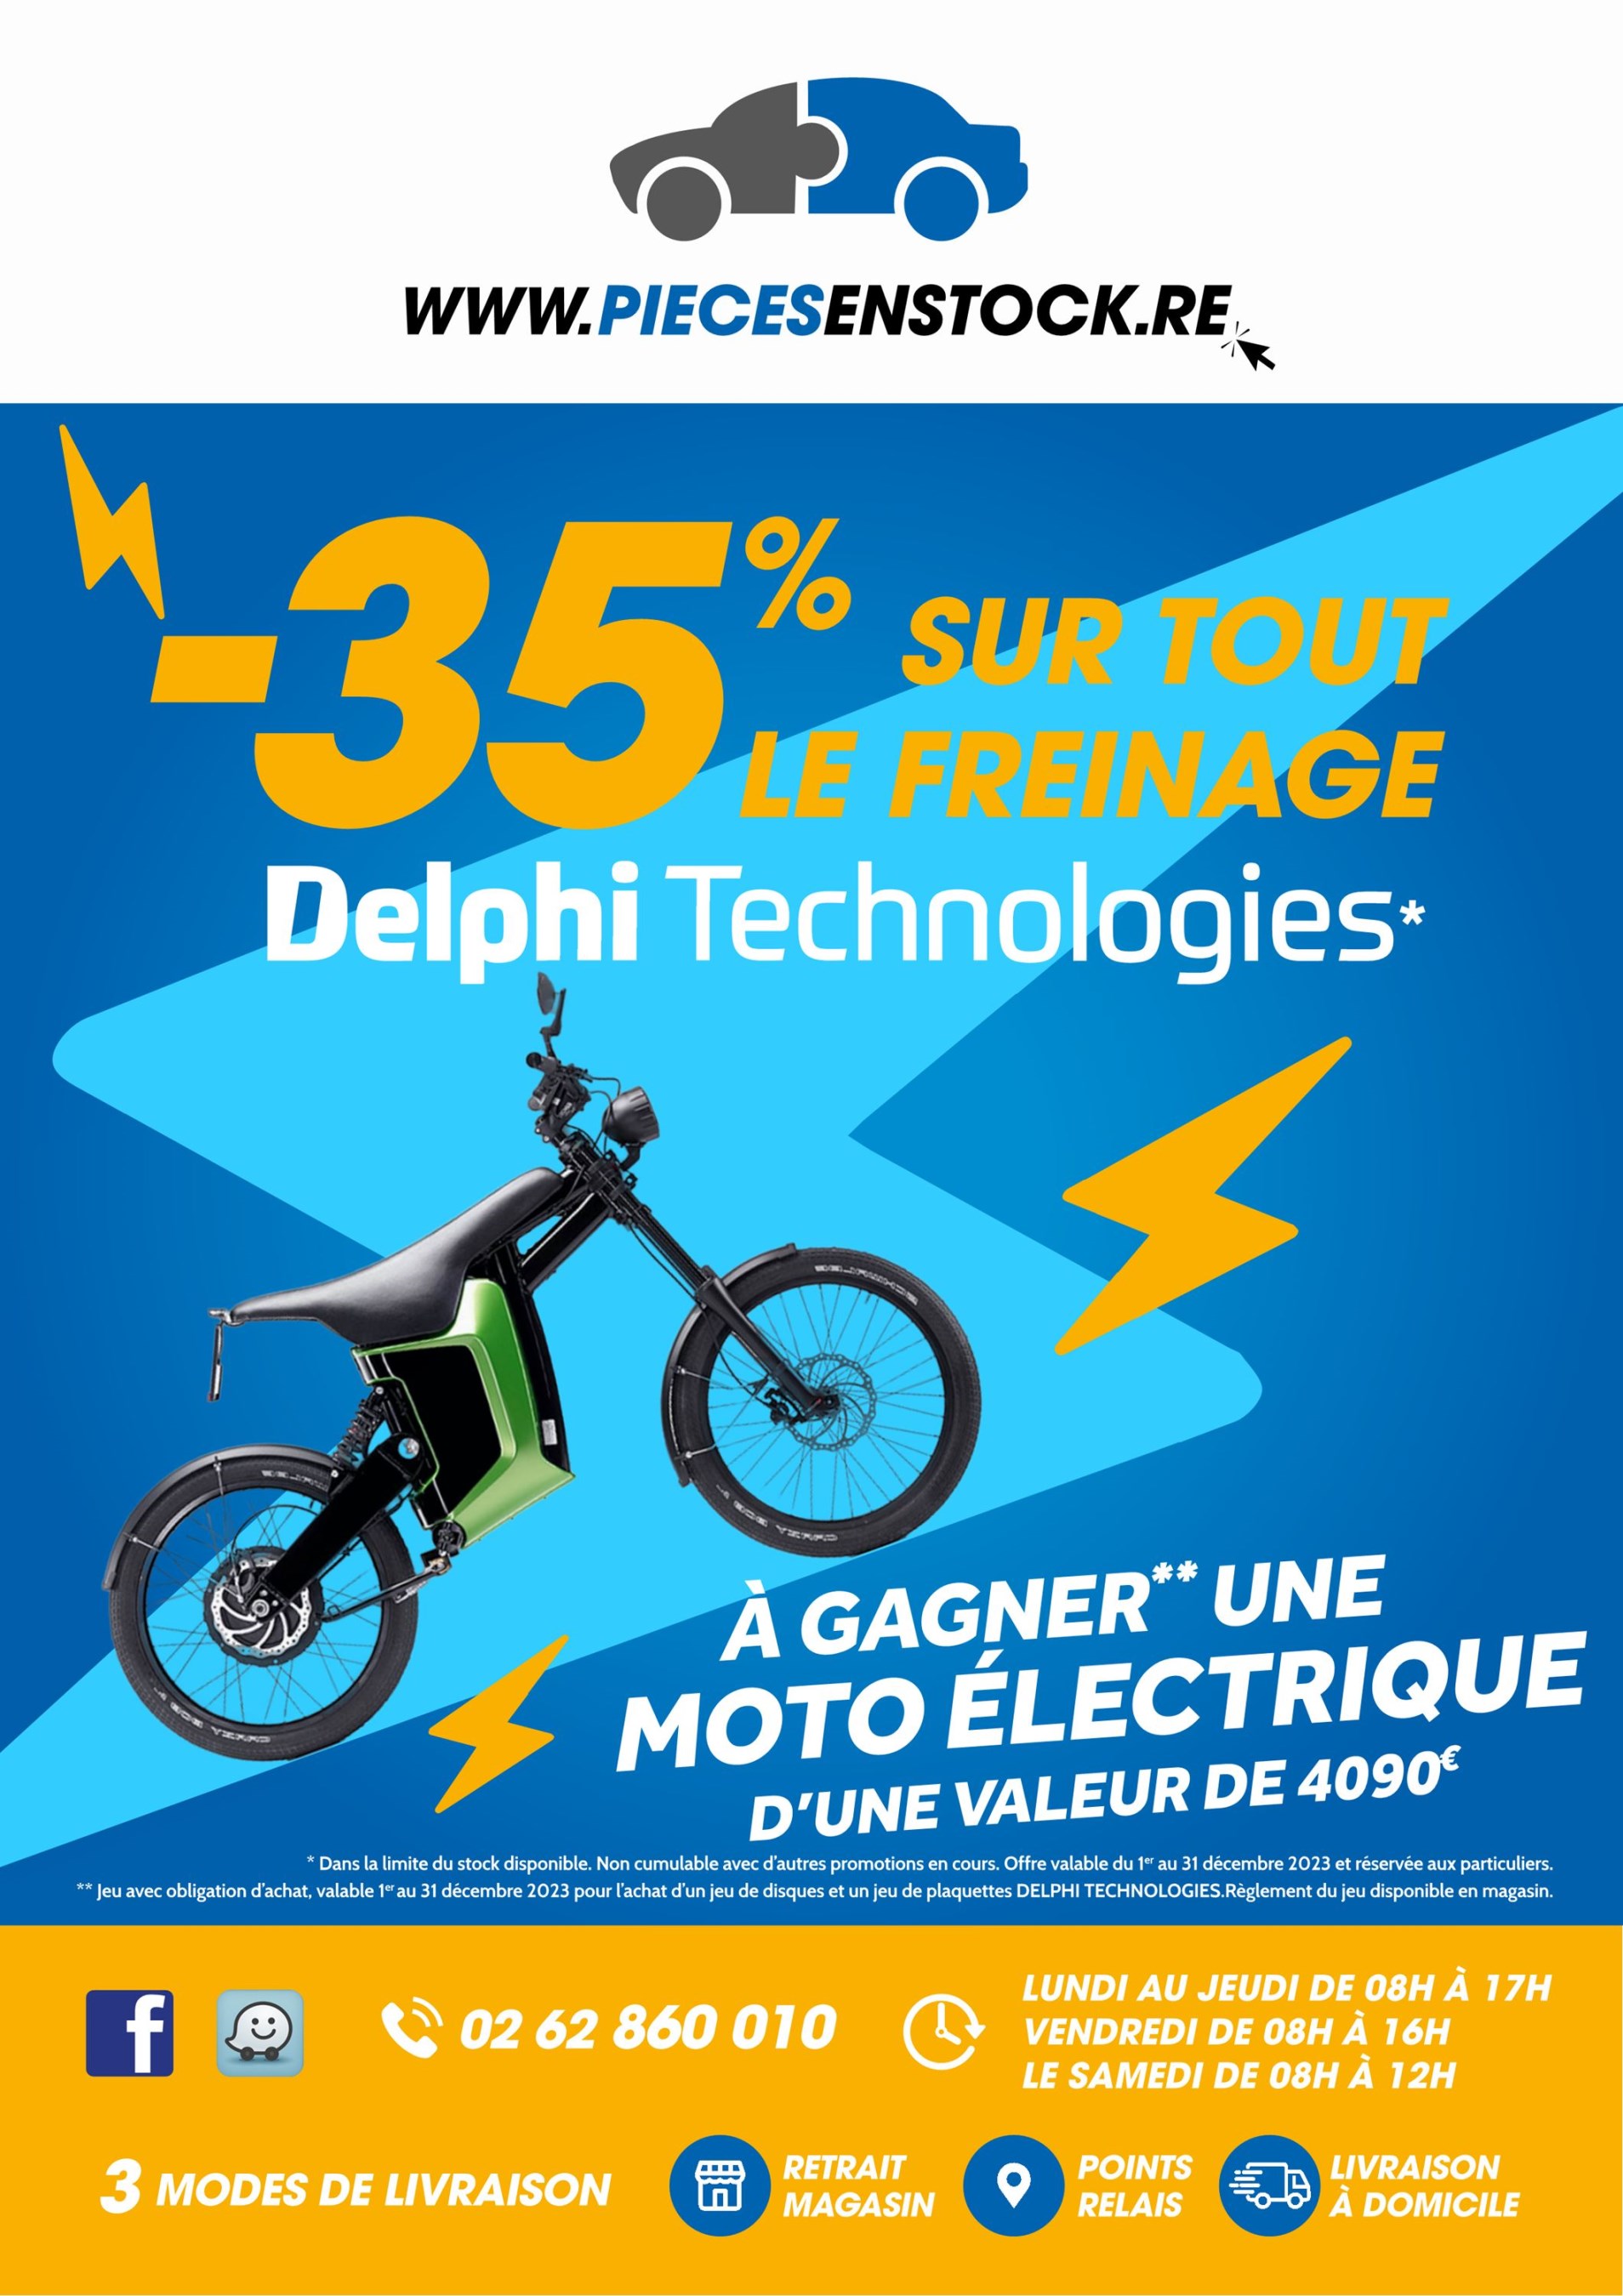 WWW.PIECESENSTOCK.RE
-35% SUR TOUT
LE FREINAGE
Delphi Technologies*
À GAGNER** UNE
MOTO ÉLECTRIQUE
D'UNE VALEUR DE 4090€
* Dans la limite du stock disponible. Non cumulable avec d'autres promotions en cours. Offre valable du 1er au 31 décembre 2023 et réservée aux particuliers.
** Jeu avec obligation d'achat, valable 1er au 31 décembre 2023 pour l'achat d'un jeu de disques et un jeu de plaquettes DELPHI TECHNOLOGIES.Règlement du jeu disponible en magasin.
f
02 62 860 010
LUNDI AU JEUDI DE 08H À 17H
VENDREDI DE 08H À 16H
LE SAMEDI DE 08H À 12H
3 MODES DE LIVRAISON
RETRAIT
MAGASIN
POINTS
RELAIS
LIVRAISON
À DOMICILE